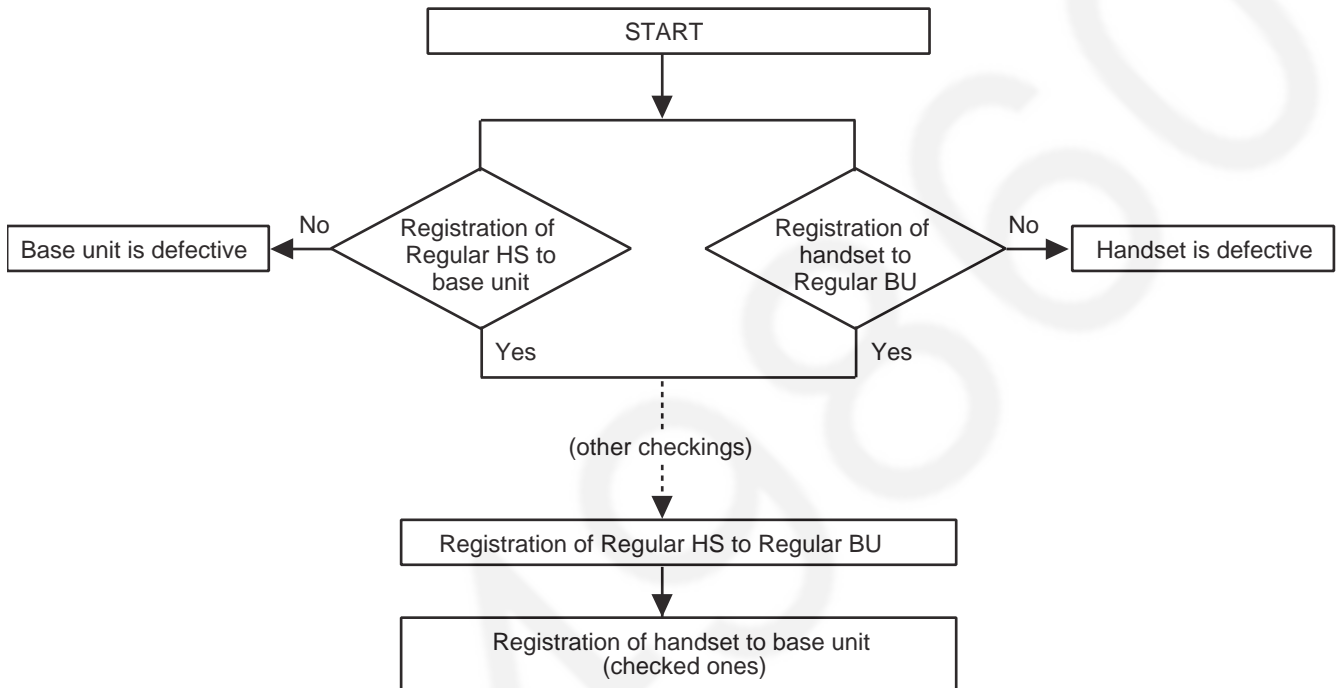 START
No
Registration of
Regular HS to
base unit
Registration of
handset to
Regular BU
No
Base unit is defective
Handset is defective
Yes
Yes
(other checkings)
Registration of Regular HS to Regular BU
Registration of handset to base unit
(checked ones)